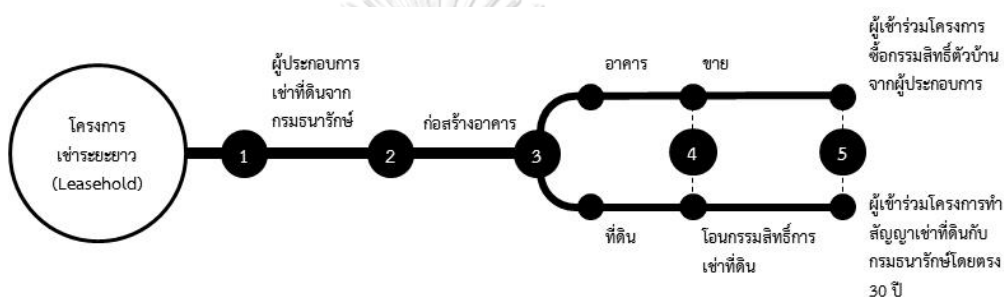 โครงการ
เช่าระยะยาว
(Leasehold)
1
ผู้ประกอบการ
เช่าที่ดินจาก
กรมธนารักษ์
2
ก่อสร้างอาคาร
3
อาคาร
ขาย
ผู้เข้าร่วมโครงการ
ซื้อกรรมสิทธิ์ตัวบ้าน
จากผู้ประกอบการ
4
5
ที่ดิน
โอนกรรมสิทธิ์การ
เช่าที่ดิน
ผู้เข้าร่วมโครงการทำ
สัญญาเช่าที่ดินกับ
กรมธนารักษ์โดยตรง
30 ปี